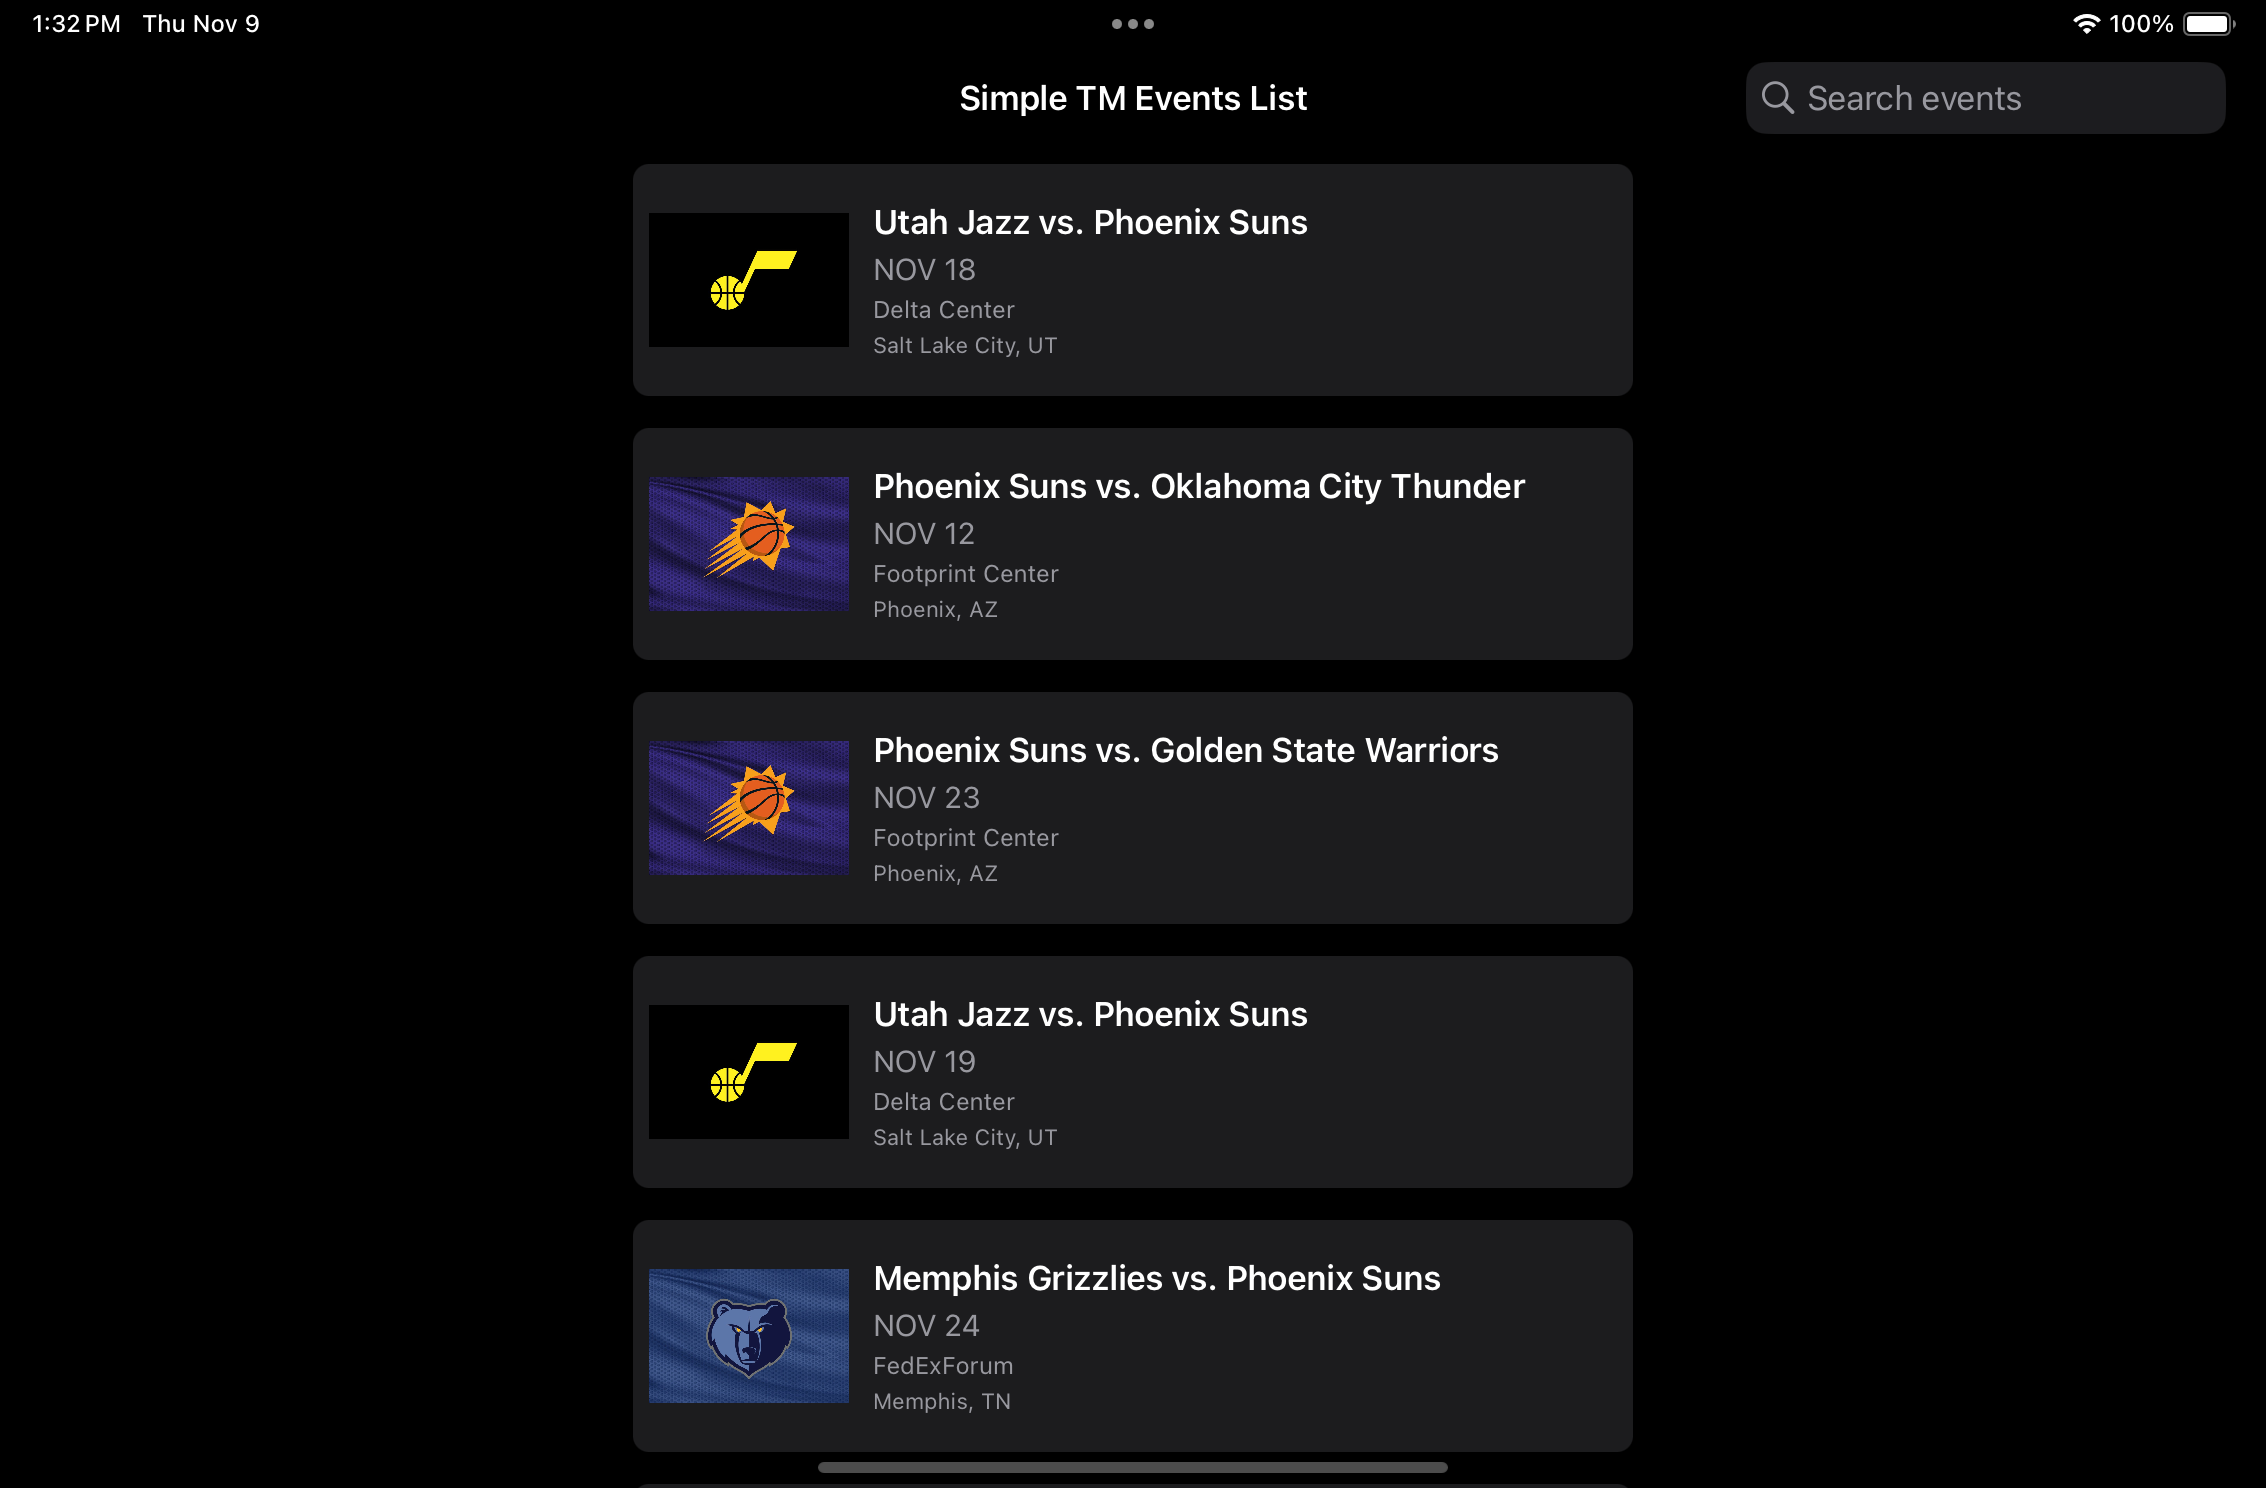 1:32 PM Thu Nov 9
100%
Simple TM Events List
Search events
Utah Jazz vs. Phoenix Suns
NOV 18
Delta Center
Salt Lake City, UT
Phoenix Suns vs. Oklahoma City Thunder
NOV 12
Footprint Center
Phoenix, AZ
Phoenix Suns vs. Golden State Warriors
NOV 23
Footprint Center
Phoenix, AZ
Utah Jazz vs. Phoenix Suns
NOV 19
Delta Center
Salt Lake City, UT
Memphis Grizzlies vs. Phoenix Suns
NOV 24
FedExForum
Memphis, TN